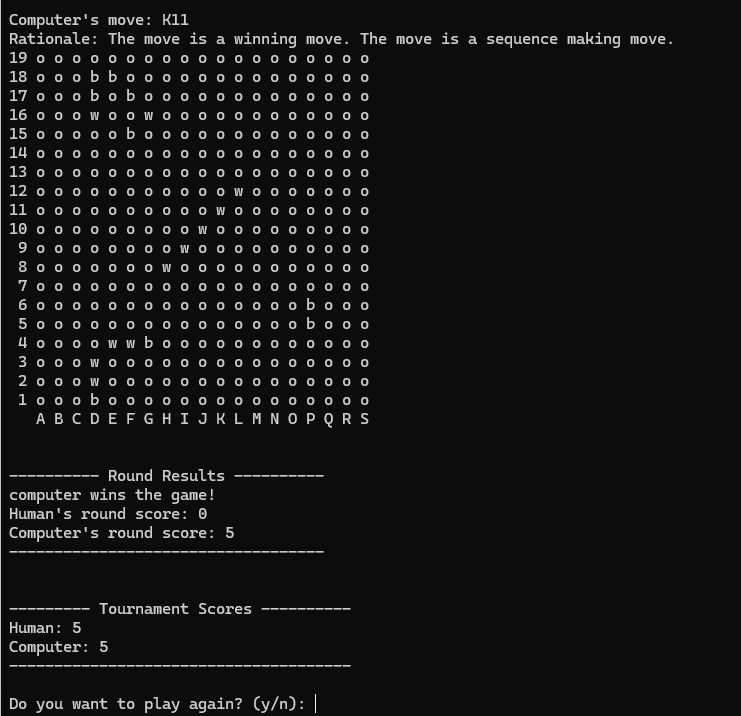 Computer's move: K11
Rationale: The move is a winning move. The move is a sequence making move.
19 o o o o o o o o o o o o o o o o o o o
18 o o o b b o o o o o o o o o o o o o o
17 o o o b o b o o o o o o o o o o o o o
16 o o o w o o w o o o o o o o o o o o o
15 o o o o o b o o o o o o o o o o o o o
14 o o o o o o o o o o o o o o o o o o o
13 o o o o o o o o o o o o o o o o o o o
12 o o o o o o o o o o o w o o o o o o o
11 o o o o o o o o o o w o o o o o o o o
10 o o o o o o o o o w o o o o o o o o o
9 o o o o o o o o w o o o o o o o o o o
8 o o o o o o o w o o o o o o o o o o o
7 o o o o o o o o o o o o o o o o o o o
6 o o o o o o o o o o o o o o o b o o o
5 o o o o o o o o o o o o o o o b o o o
4 o o o o w w b o o o o o o o o o o o o
3 o o o w o o o o o o o o o o o o o o o
2 o o o w o o o o o o o o o o o o o o o
1 o o o b o o o o o o o o o o o o o o o
A B C D E F G H I J K L M N O P Q R S
---------- Round Results ----------
computer wins the game!
Human's round score: 0
Computer's round score: 5
-----------------------------------
--------- Tournament Scores ----------
Human: 5
Computer: 5
--------------------------------------
Do you want to play again? (y/n):